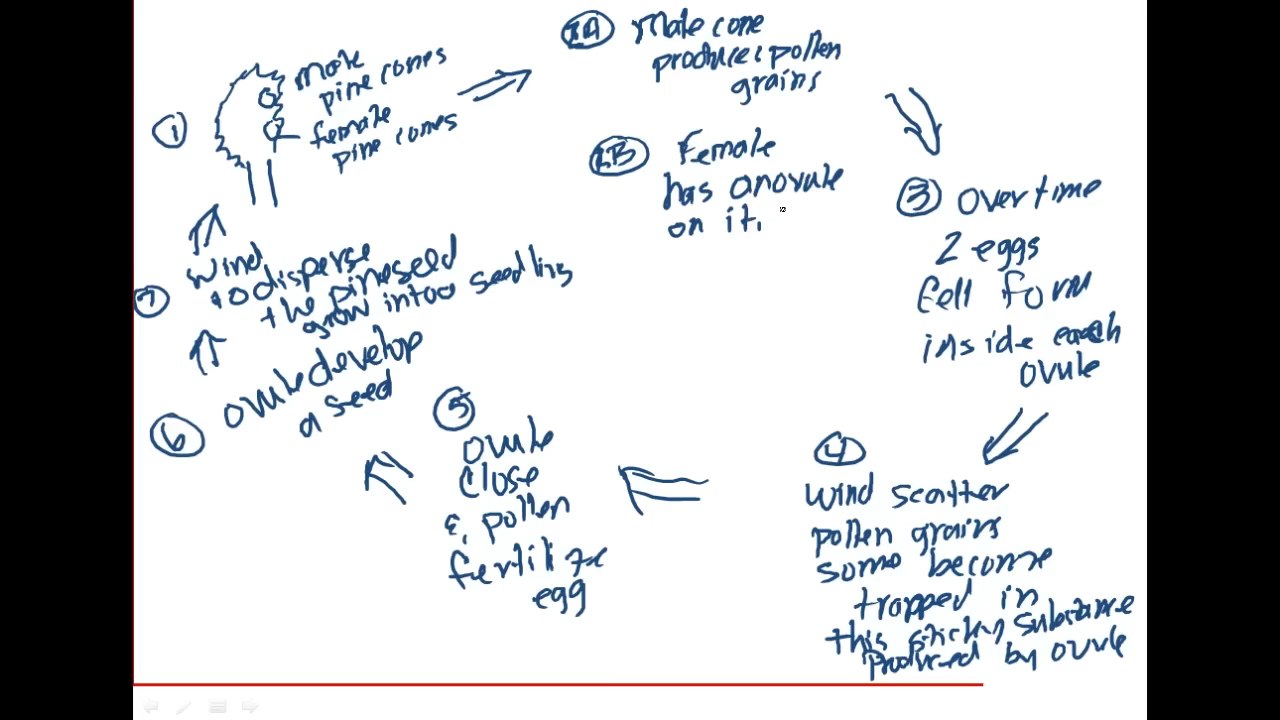 1
male
pine cones
female
pine cones
2A male cone
produces pollen
grains
2B Female
has an ovule
on it.
3 over time
2 eggs
cell form
inside each
ovule
4
wind scatter
pollen grains
some become
trapped in
this sticky substance
produced by ovule
5
ovule
close
& pollen
fertilize
egg
6 ovule develop
a seed
7 wind
to disperse
the pine seed
grow into seedling